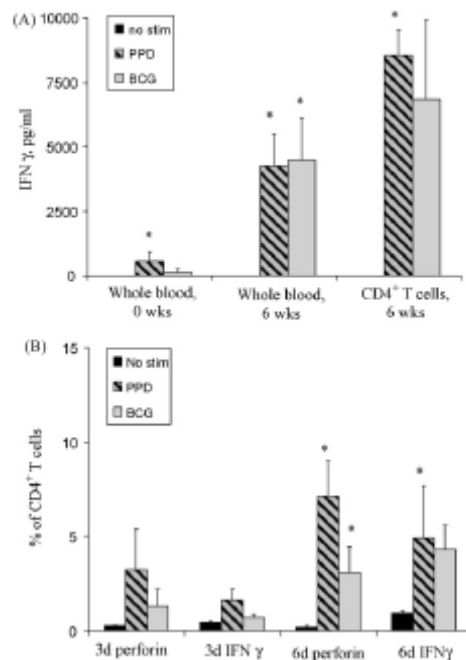 (A)
10000
7500
5000
2500
0
IFN γ, pg/ml
no stim
PPD
BCG
*
*
*
*
Whole blood,
0 wks
Whole blood,
6 wks
CD4⁺ T cells,
6 wks
(B)
15
10
5
0
% of CD4⁺ T cells
No stim
PPD
BCG
*
*
*
3d perforin
3d IFN γ
6d perforin
6d IFNγ